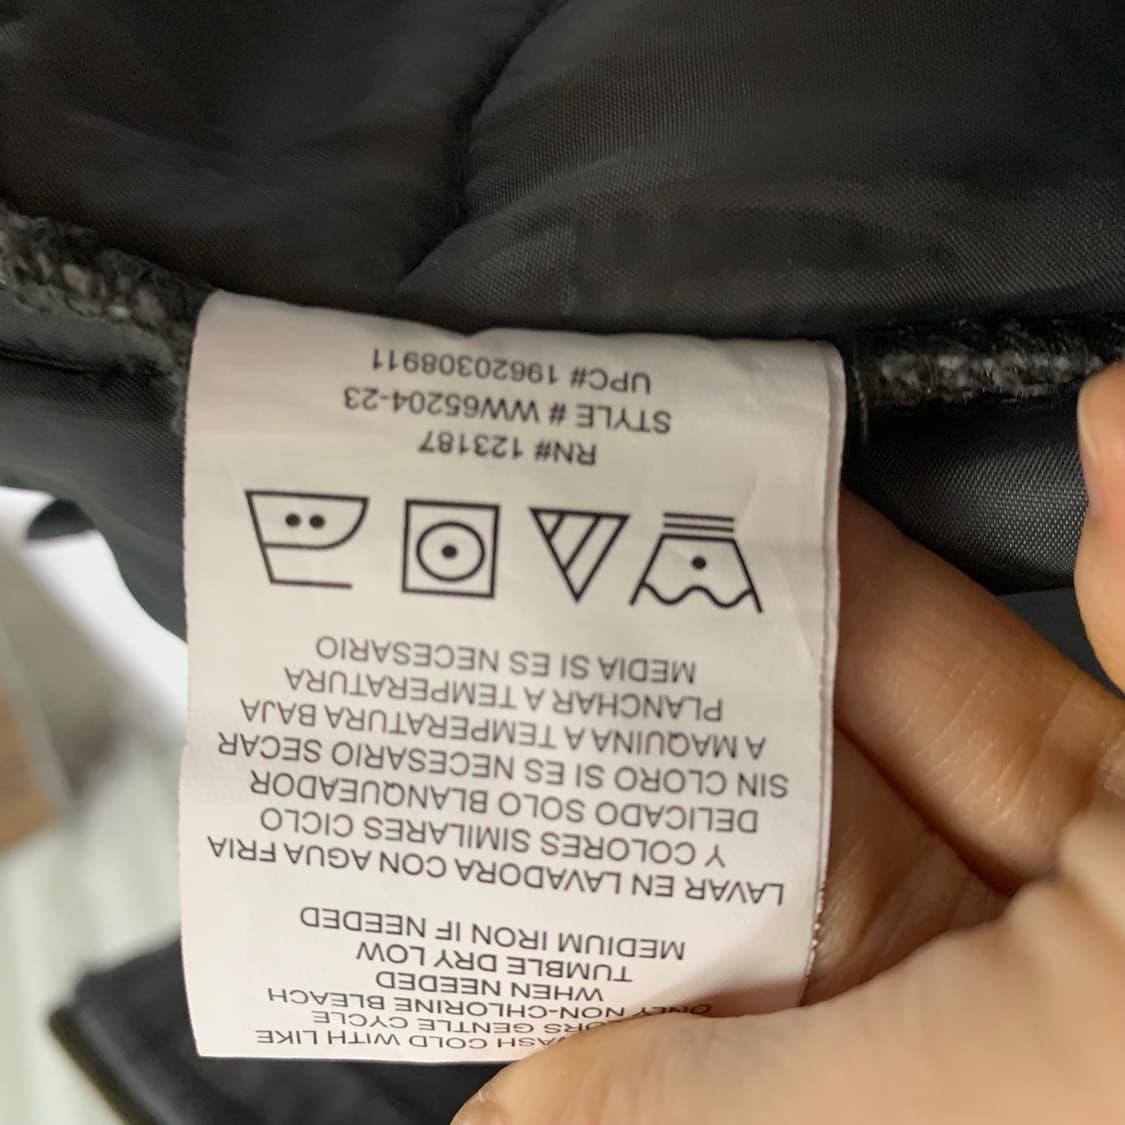 WASH COLD WITH LIKE
GENTLE CYCLE
ONLY NON-CHLORINE BLEACH
WHEN NEEDED
TUMBLE DRY LOW
MEDIUM IRON IF NEEDED
LAVAR EN LAVADORA CON AGUA FRIA
Y COLORES SIMILARES CICLO
DELICADO SOLO BLANQUEADOR
SIN CLORO SI ES NECESARIO SECAR
A MAQUINA A TEMPERATURA BAJA
PLANCHAR A TEMPERATURA
MEDIA SI ES NECESARIO
RN# 123187
STYLE # WW65204-23
UPC# 19620308911